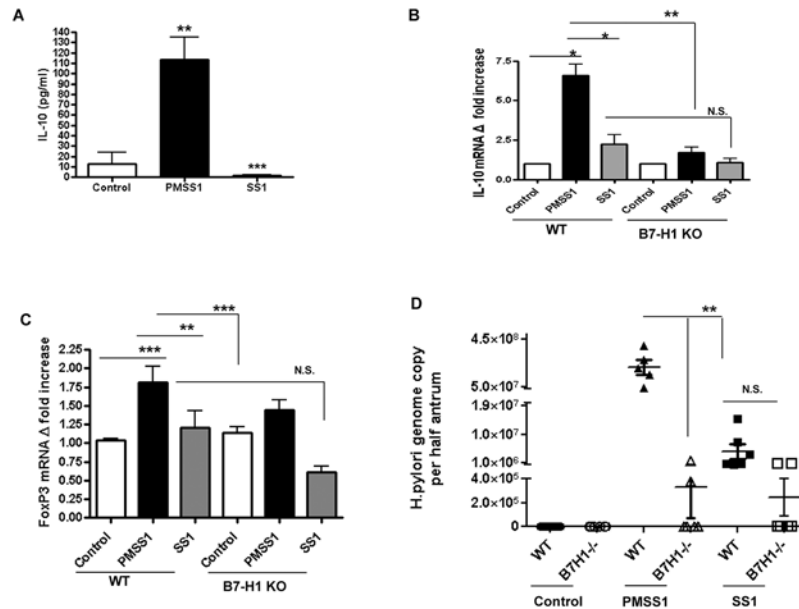 A
IL-10 (pg/ml)
140
130
120
110
100
90
80
70
60
50
40
30
20
10
0
**
***
Control PMSS1 SS1
B
IL-10 mRNA Δ fold increase
7.5
5.0
2.5
0.0
**
*
*
N.S.
Control PMSS1 SS1 Control PMSS1 SS1
WT B7-H1 KO
C
FoxP3 mRNA Δ fold increase
2.25
2.00
1.75
1.50
1.25
1.00
0.75
0.50
0.25
0.00
***
**
***
N.S.
Control PMSS1 SS1 Control PMSS1 SS1
WT B7-H1 KO
D
H.pylori genome copy
per half antrum
4.5×10⁸
5.0×10⁷
1.9×10⁷
1.0×10⁷
1.0×10⁶
4.0×10⁵
2.0×10⁵
0
**
N.S.
WT B7H1-/- WT B7H1-/- WT B7H1-/-
Control PMSS1 SS1